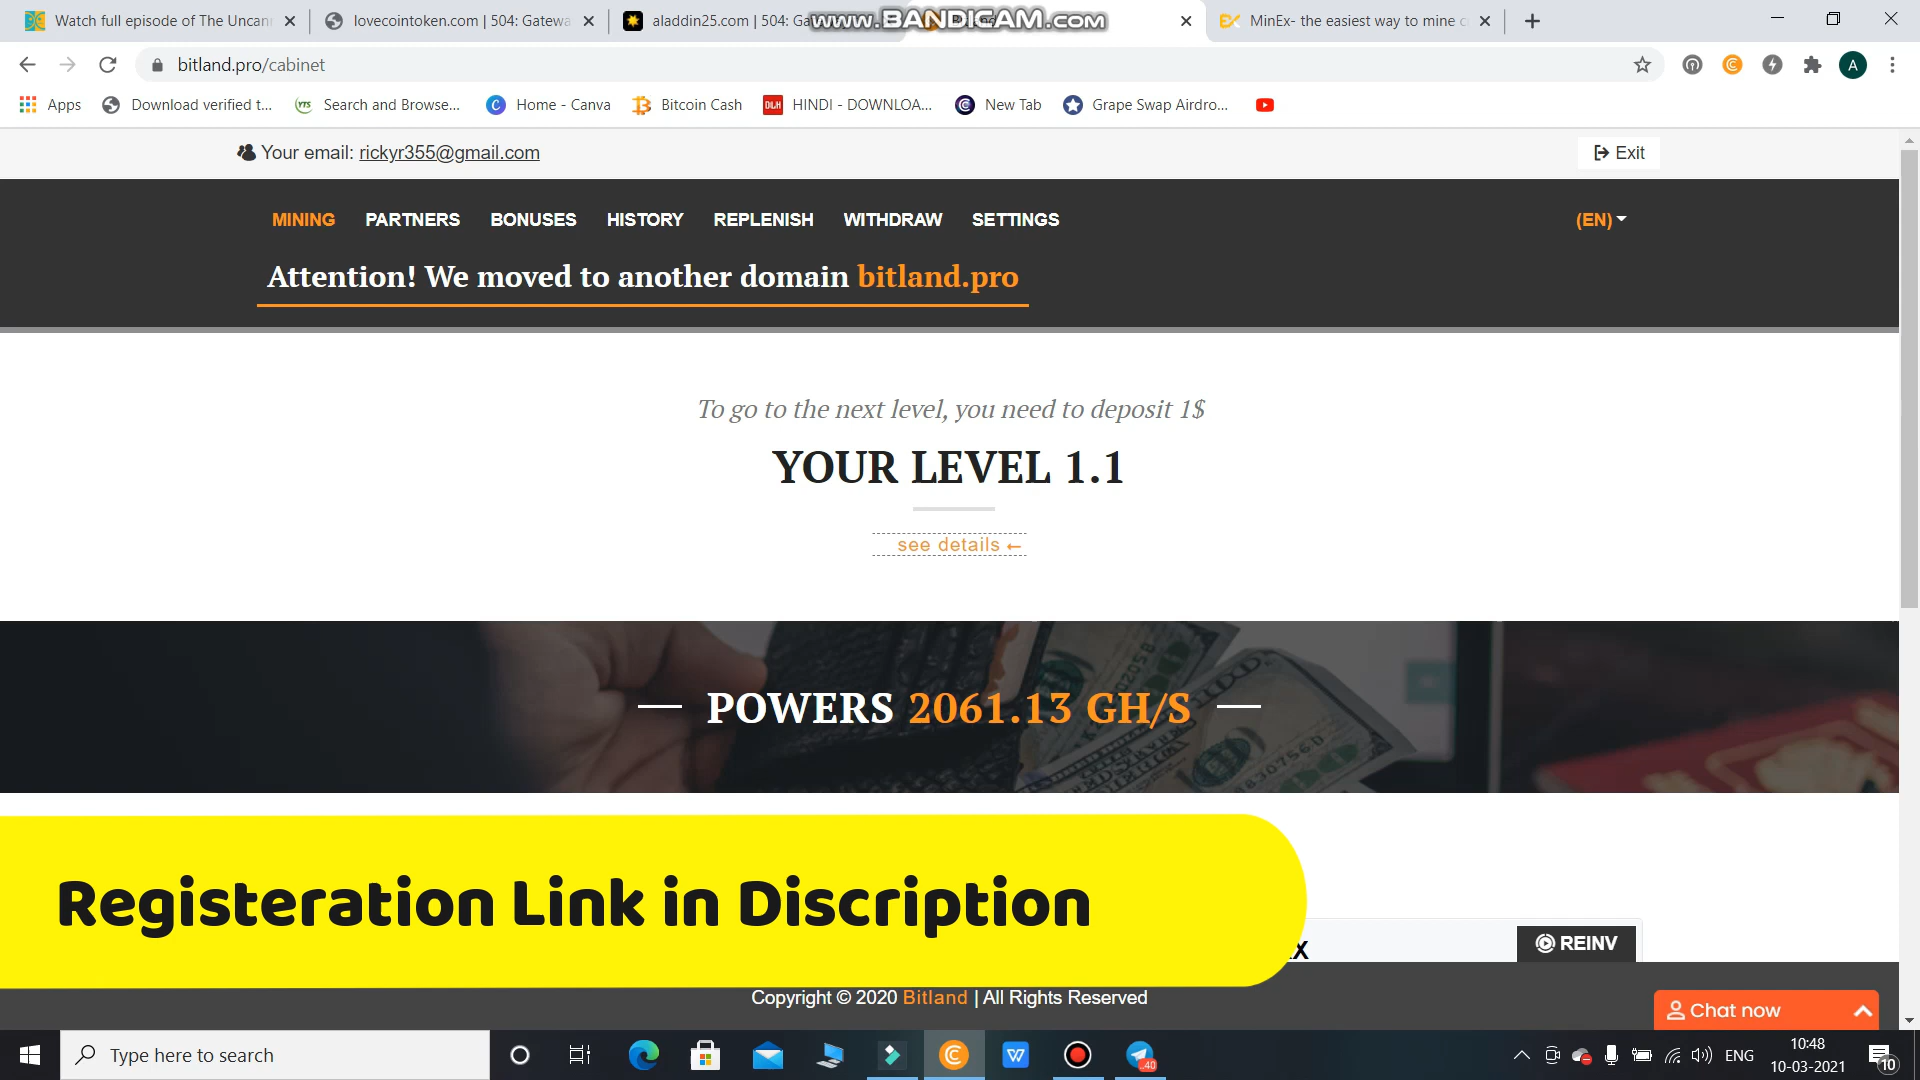 Watch full episode of The Uncan
lovecointoken.com | 504: Gatewa
aladdin25.com | 504: Ga
WWW.BANDICAM.COM
MinEx- the easiest way to mine c
bitland.pro/cabinet
A
Apps
Download verified t...
Search and Browse...
Home - Canva
Bitcoin Cash
HINDI - DOWNLOA...
New Tab
Grape Swap Airdro...
Your email: rickyr355@gmail.com
Exit
MINING
PARTNERS
BONUSES
HISTORY
REPLENISH
WITHDRAW
SETTINGS
(EN)
Attention! We moved to another domain bitland.pro
To go to the next level, you need to deposit 1$
YOUR LEVEL 1.1
see details ←
POWERS 2061.13 GH/S
Registeration Link in Discription
X
REINV
Copyright © 2020 Bitland | All Rights Reserved
Chat now
Type here to search
40
ENG
10:48
10-03-2021
10